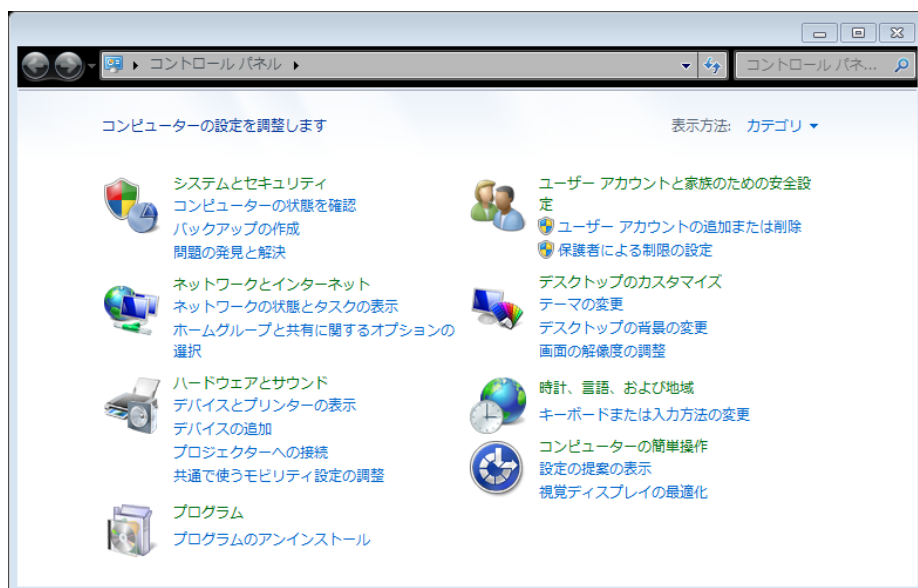 コントロール パネル
コントロール パネ...
コンピューターの設定を調整します
表示方法: カテゴリ
システムとセキュリティ
コンピューターの状態を確認
バックアップの作成
問題の発見と解決
ネットワークとインターネット
ネットワークの状態とタスクの表示
ホームグループと共有に関するオプションの
選択
ハードウェアとサウンド
デバイスとプリンターの表示
デバイスの追加
プロジェクターへの接続
共通で使うモビリティ設定の調整
プログラム
プログラムのアンインストール
ユーザー アカウントと家族のための安全設
定
ユーザー アカウントの追加または削除
保護者による制限の設定
デスクトップのカスタマイズ
テーマの変更
デスクトップの背景の変更
画面の解像度の調整
時計、言語、および地域
キーボードまたは入力方法の変更
コンピューターの簡単操作
設定の提案の表示
視覚ディスプレイの最適化